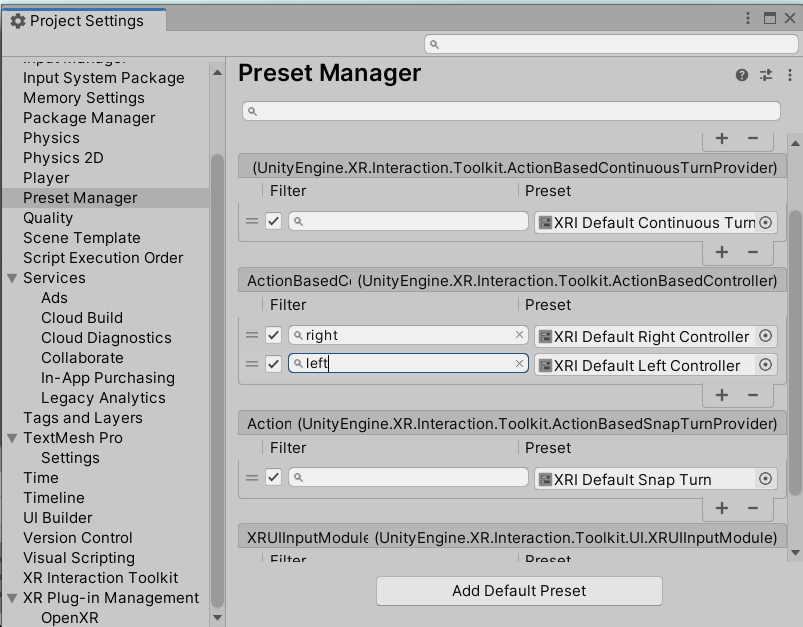 Project Settings
Input Manager
Input System Package
Memory Settings
Package Manager
Physics
Physics 2D
Player
Preset Manager
Quality
Scene Template
Script Execution Order
Services
Ads
Cloud Build
Cloud Diagnostics
Collaborate
In-App Purchasing
Legacy Analytics
Tags and Layers
TextMesh Pro
Settings
Time
Timeline
UI Builder
Version Control
Visual Scripting
XR Interaction Toolkit
XR Plug-in Management
OpenXR
Preset Manager
(UnityEngine.XR.Interaction.Toolkit.ActionBasedContinuousTurnProvider)
Filter Preset
XRI Default Continuous Turn
ActionBasedCo (UnityEngine.XR.Interaction.Toolkit.ActionBasedController)
Filter Preset
right XRI Default Right Controller
left XRI Default Left Controller
Action (UnityEngine.XR.Interaction.Toolkit.ActionBasedSnapTurnProvider)
Filter Preset
XRI Default Snap Turn
XRUIInputModule (UnityEngine.XR.Interaction.Toolkit.UI.XRUIInputModule)
Filter Preset
Add Default Preset